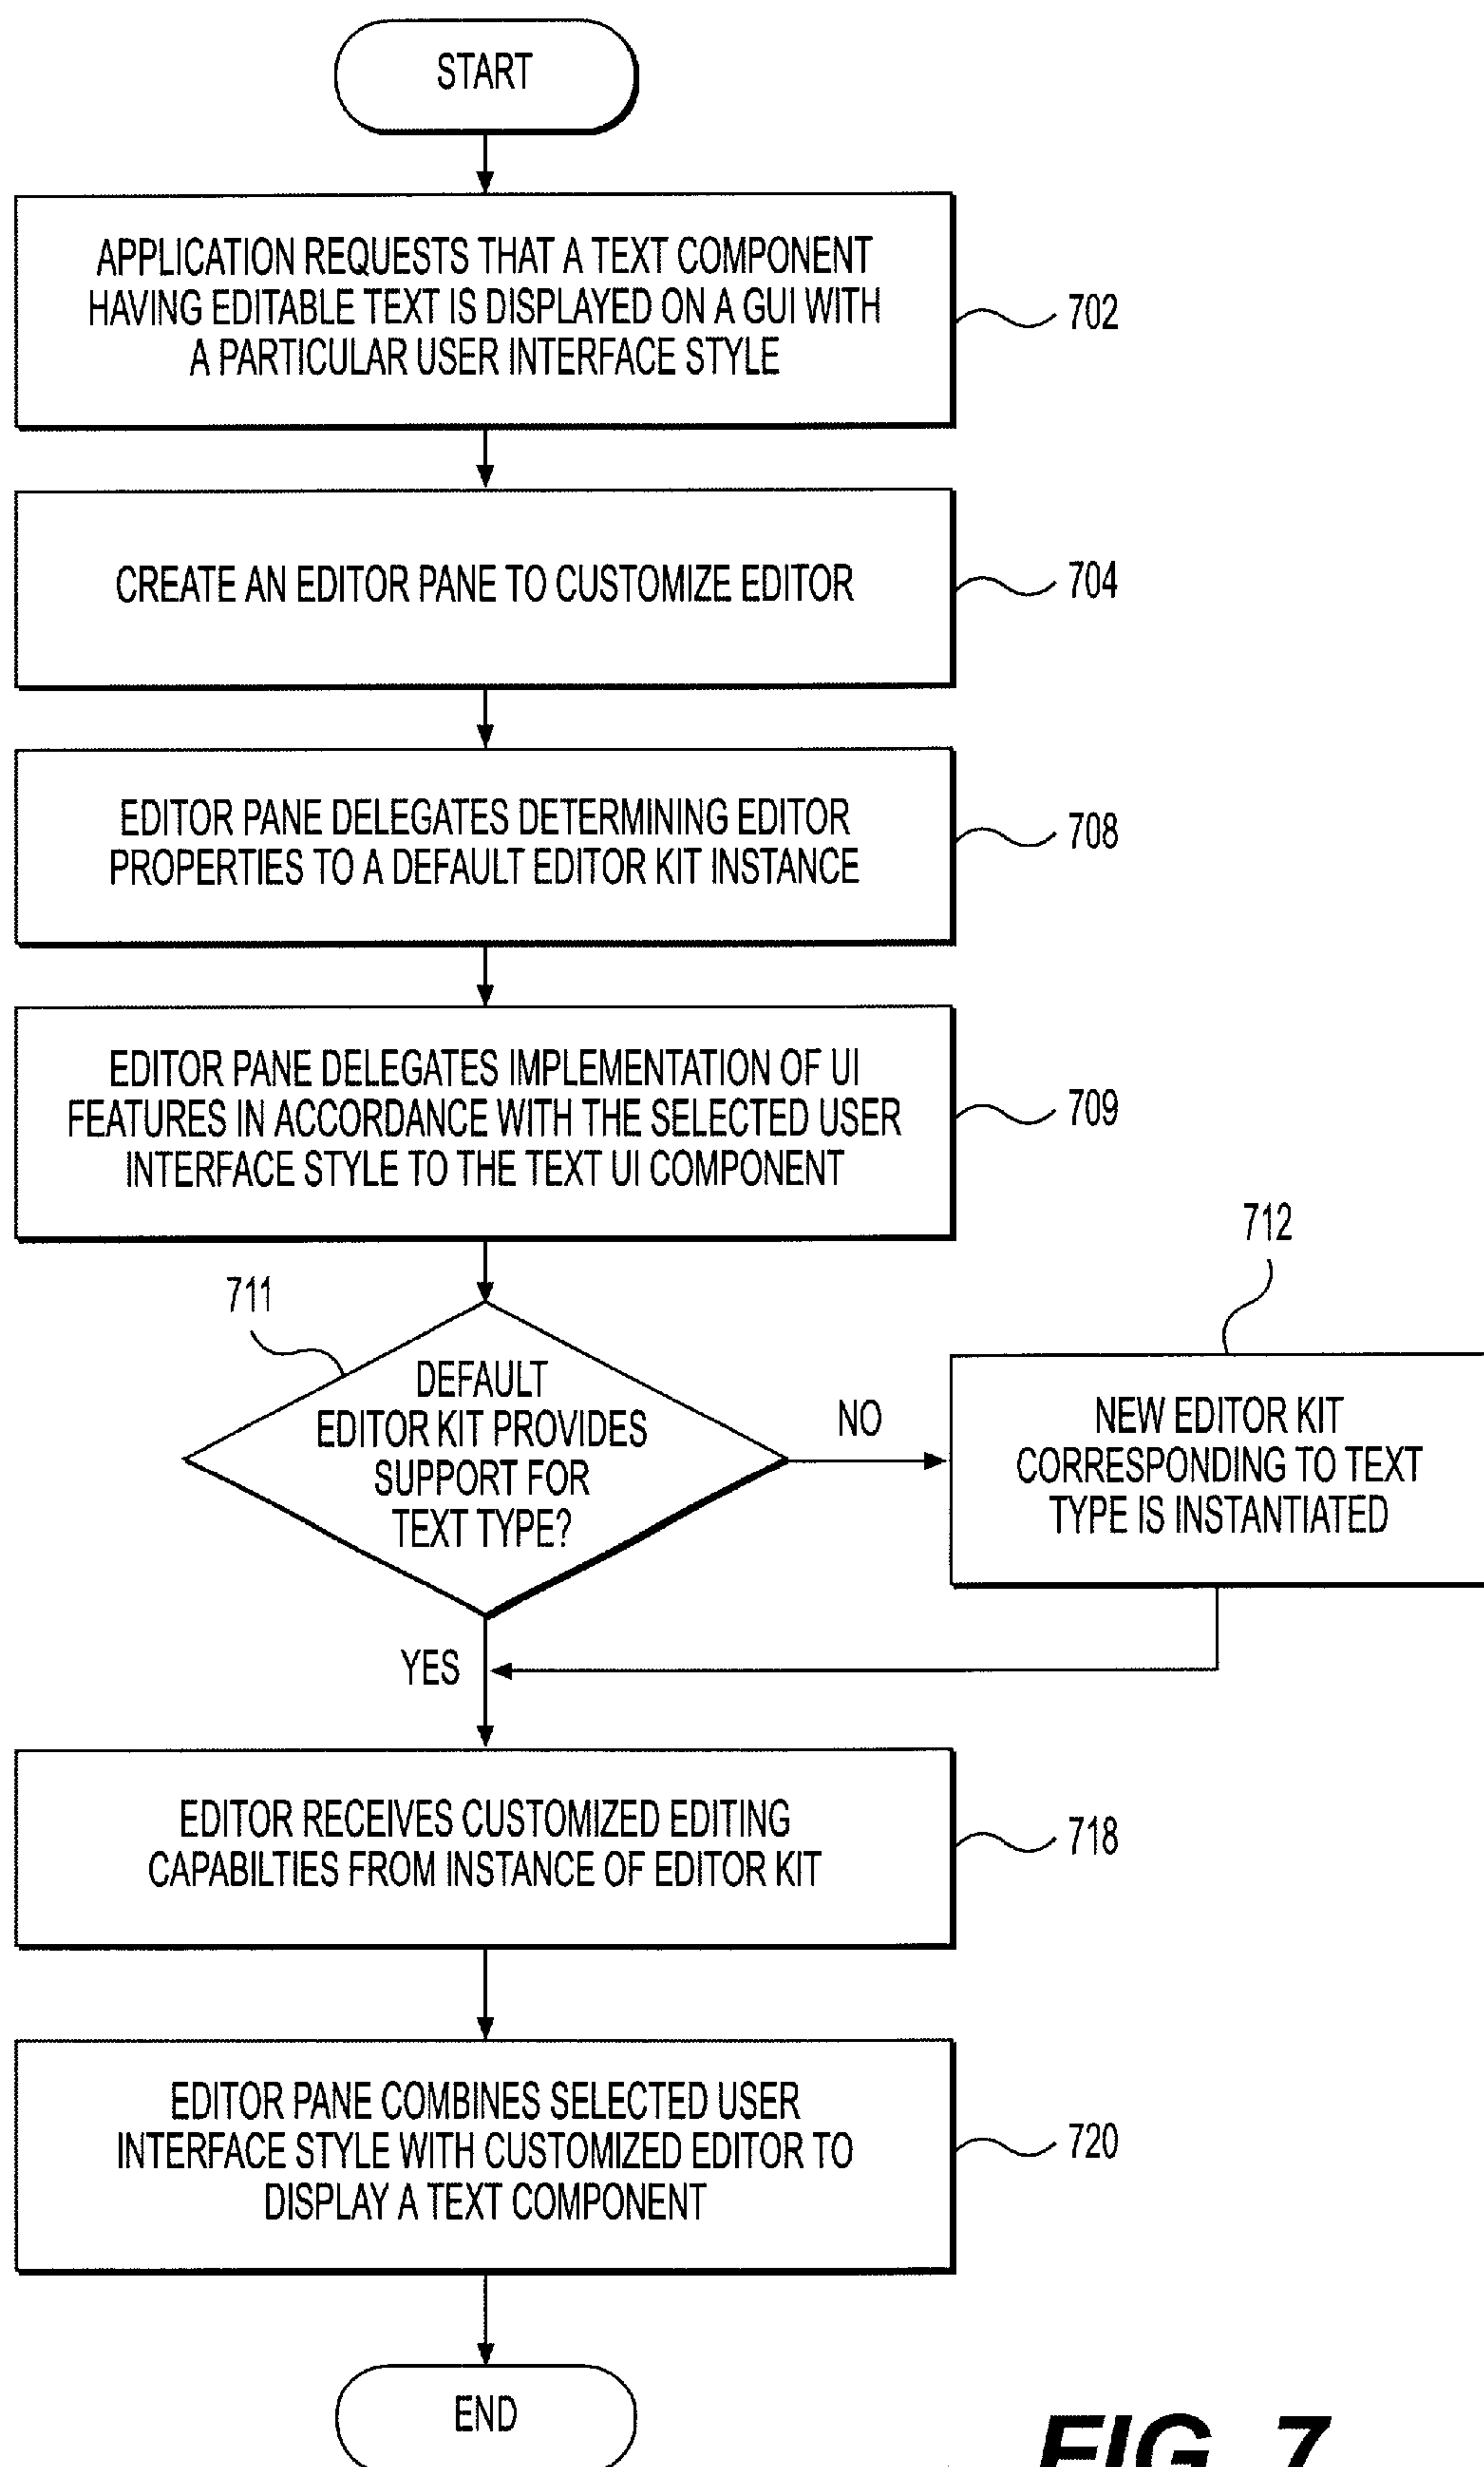 START
APPLICATION REQUESTS THAT A TEXT COMPONENT
HAVING EDITABLE TEXT IS DISPLAYED ON A GUI WITH
A PARTICULAR USER INTERFACE STYLE
702
CREATE AN EDITOR PANE TO CUSTOMIZE EDITOR
704
EDITOR PANE DELEGATES DETERMINING EDITOR
PROPERTIES TO A DEFAULT EDITOR KIT INSTANCE
708
EDITOR PANE DELEGATES IMPLEMENTATION OF UI
FEATURES IN ACCORDANCE WITH THE SELECTED USER
INTERFACE STYLE TO THE TEXT UI COMPONENT
709
711
DEFAULT
EDITOR KIT PROVIDES
SUPPORT FOR
TEXT TYPE?
NO
712
NEW EDITOR KIT
CORRESPONDING TO TEXT
TYPE IS INSTANTIATED
YES
EDITOR RECEIVES CUSTOMIZED EDITING
CAPABILTIES FROM INSTANCE OF EDITOR KIT
718
EDITOR PANE COMBINES SELECTED USER
INTERFACE STYLE WITH CUSTOMIZED EDITOR TO
DISPLAY A TEXT COMPONENT
720
END
FIG. 7